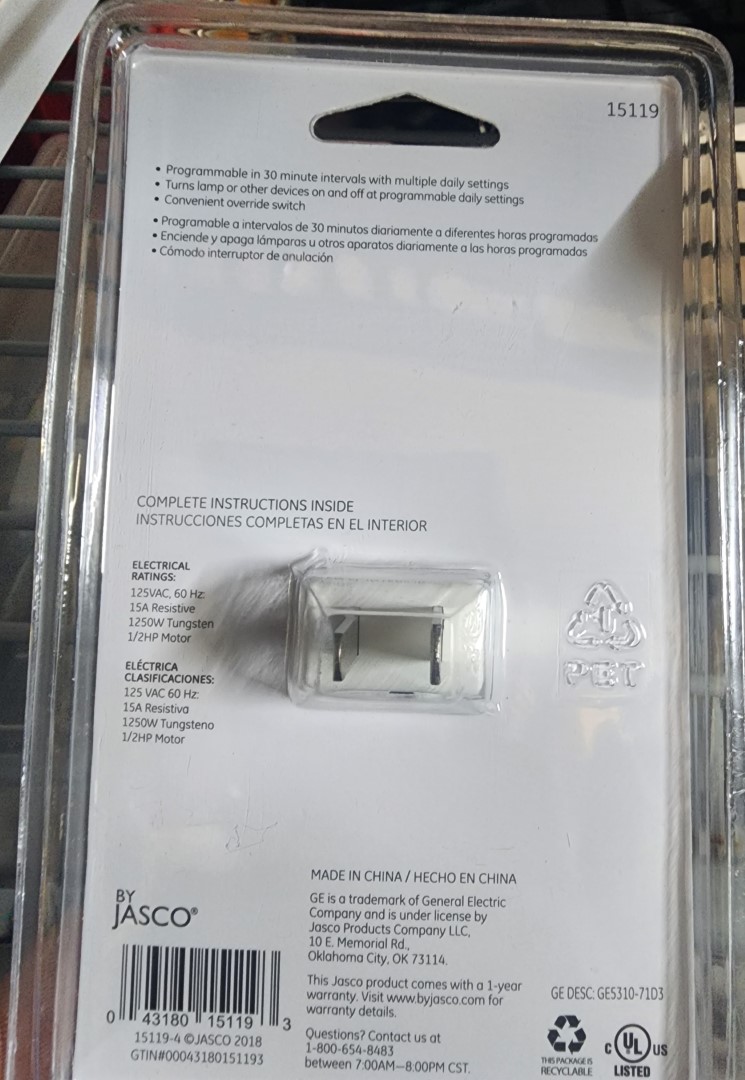 15119
• Programmable in 30 minute intervals with multiple daily settings
• Turns lamp or other devices on and off at programmable daily settings
• Convenient override switch
• Programable a intervalos de 30 minutos diariamente a diferentes horas programadas
• Enciende y apaga lámparas u otros aparatos diariamente a las horas programadas
• Cómodo interruptor de anulación
COMPLETE INSTRUCTIONS INSIDE
INSTRUCCIONES COMPLETAS EN EL INTERIOR
ELECTRICAL
RATINGS:
125VAC, 60 Hz:
15A Resistive
1250W Tungsten
1/2HP Motor
ELÉCTRICA
CLASIFICACIONES:
125 VAC 60 Hz:
15A Resistiva
1250W Tungsteno
1/2HP Motor
1
PET
BY
JASCO®
0 43180 15119 3
15119-4 ©JASCO 2018
GTIN#00043180151193
MADE IN CHINA / HECHO EN CHINA
GE is a trademark of General Electric
Company and is under license by
Jasco Products Company LLC,
10 E. Memorial Rd.,
Oklahoma City, OK 73114.
This Jasco product comes with a 1-year
warranty. Visit www.byjasco.com for
warranty details.
Questions? Contact us at
1-800-654-8483
between 7:00AM—8:00PM CST.
GE DESC: GE5310-71D3
THIS PACKAGE IS
RECYCLABLE
C UL US
LISTED